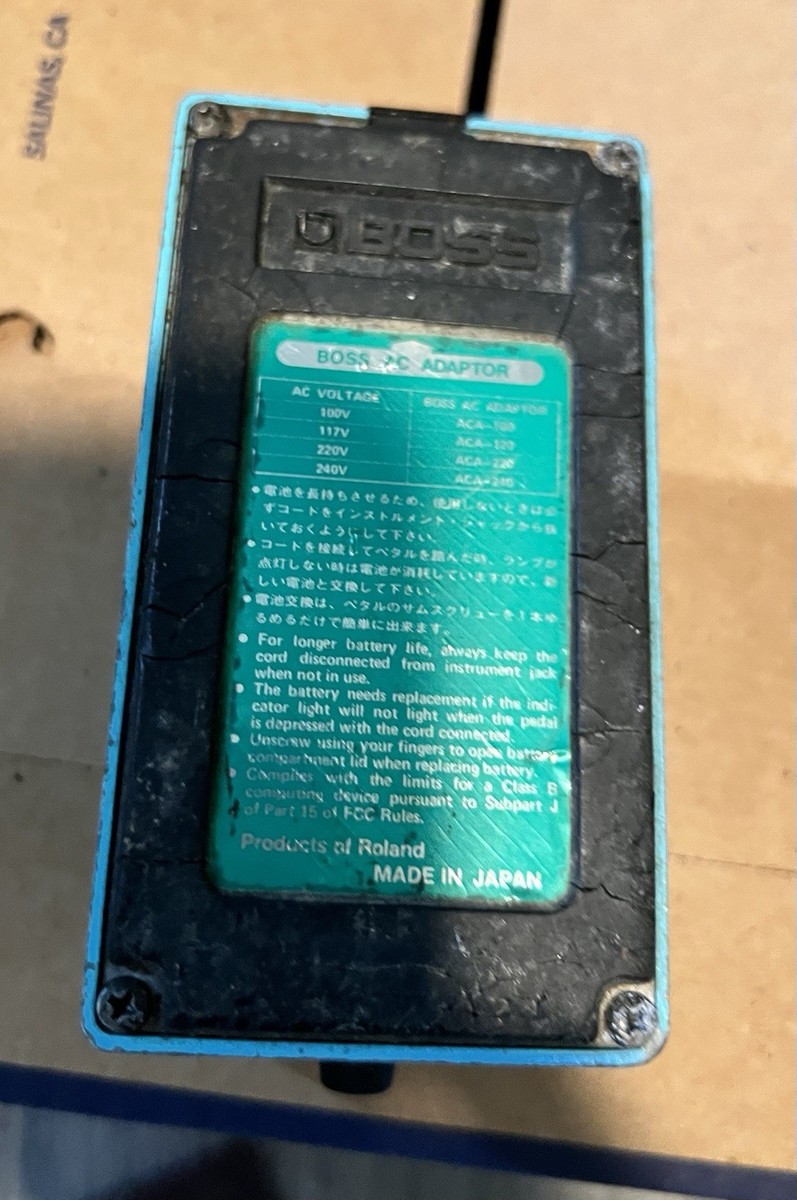 SALINAS, CA
BOSS
BOSS AC ADAPTOR
AC VOLTAGE BOSS AC ADAPTOR
100V ACA-100
117V ACA-120
220V ACA-220
240V ACA-240
● 電池を長持ちさせるため、使用しないときは必
ずコードをインストルメント・ジャックから抜
いておくようにして下さい。
● コードを接続してペダルを踏んだ時、ランプが
点灯しない時は電池が消耗していますので、新
しい電池と交換して下さい。
● 電池交換は、ペダルのサムスクリューを1本ゆ
るめるだけで簡単に出来ます。
● For longer battery life, always keep the
cord disconnected from instrument jack
when not in use.
● The battery needs replacement if the indi-
cator light will not light when the pedal
is depressed with the cord connected.
● Unscrew using your fingers to open battery
compartment lid when replacing battery.
● Complies with the limits for a Class B
computing device pursuant to Subpart J
of Part 15 of FCC Rules.
Products of Roland
MADE IN JAPAN